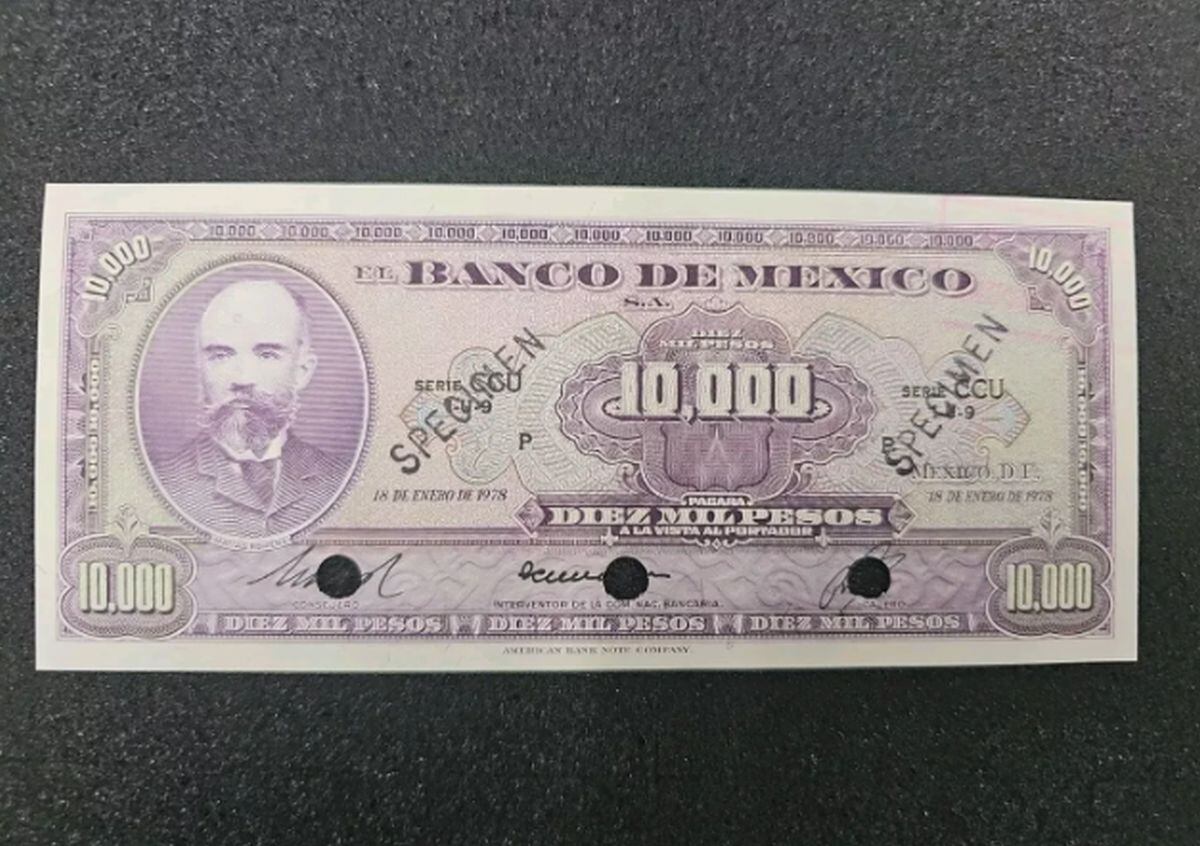 10.000 10.000 10.000 10.000 10.000 10.000 10.000 10.000 10.000 10.000 10.000
10,000
10,000
EL BANCO DE MEXICO
S.A.
DIEZ
MIL PESOS
10,000
SPECIMEN
SPECIMEN
SERIE CCU
SERIE CCU
P
P
MEXICO, D.F.,
18 DE ENERO DE 1978
18 DE ENERO DE 1978
PAGARA
DIEZ MIL PESOS
A LA VISTA AL PORTADOR
10,000
10,000
CONSEJERO
INTERVENTOR DE LA COM. NAC. BANCARIA.
CAJERO
DIEZ MIL PESOS DIEZ MIL PESOS DIEZ MIL PESOS
AMERICAN BANK NOTE COMPANY.